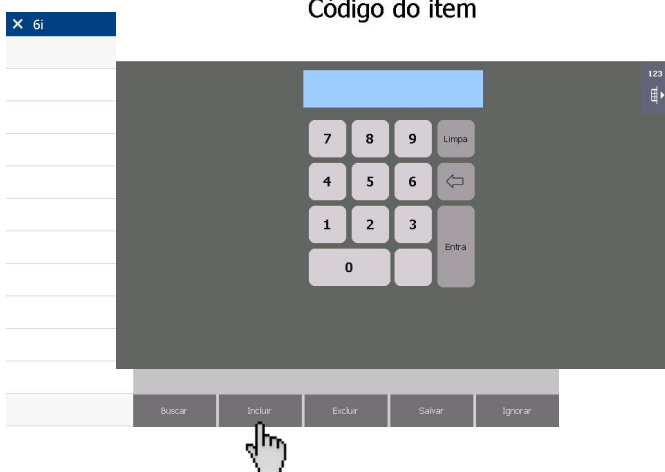 Código do item
X 6i
123
7 8 9 Limpa
4 5 6
1 2 3
Entra
0
Buscar Incluir Excluir Salvar Ignorar